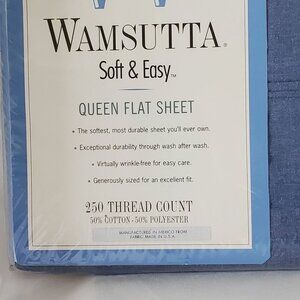 WAMSUTTA®
Soft & Easy™
QUEEN FLAT SHEET
• The softest, most durable sheet you'll ever own.
• Exceptional durability through wash after wash.
• Virtually wrinkle-free for easy care.
• Generously sized for an excellent fit.
250 THREAD COUNT
50% COTTON • 50% POLYESTER
MANUFACTURED IN MEXICO FROM
FABRIC MADE IN U.S.A.